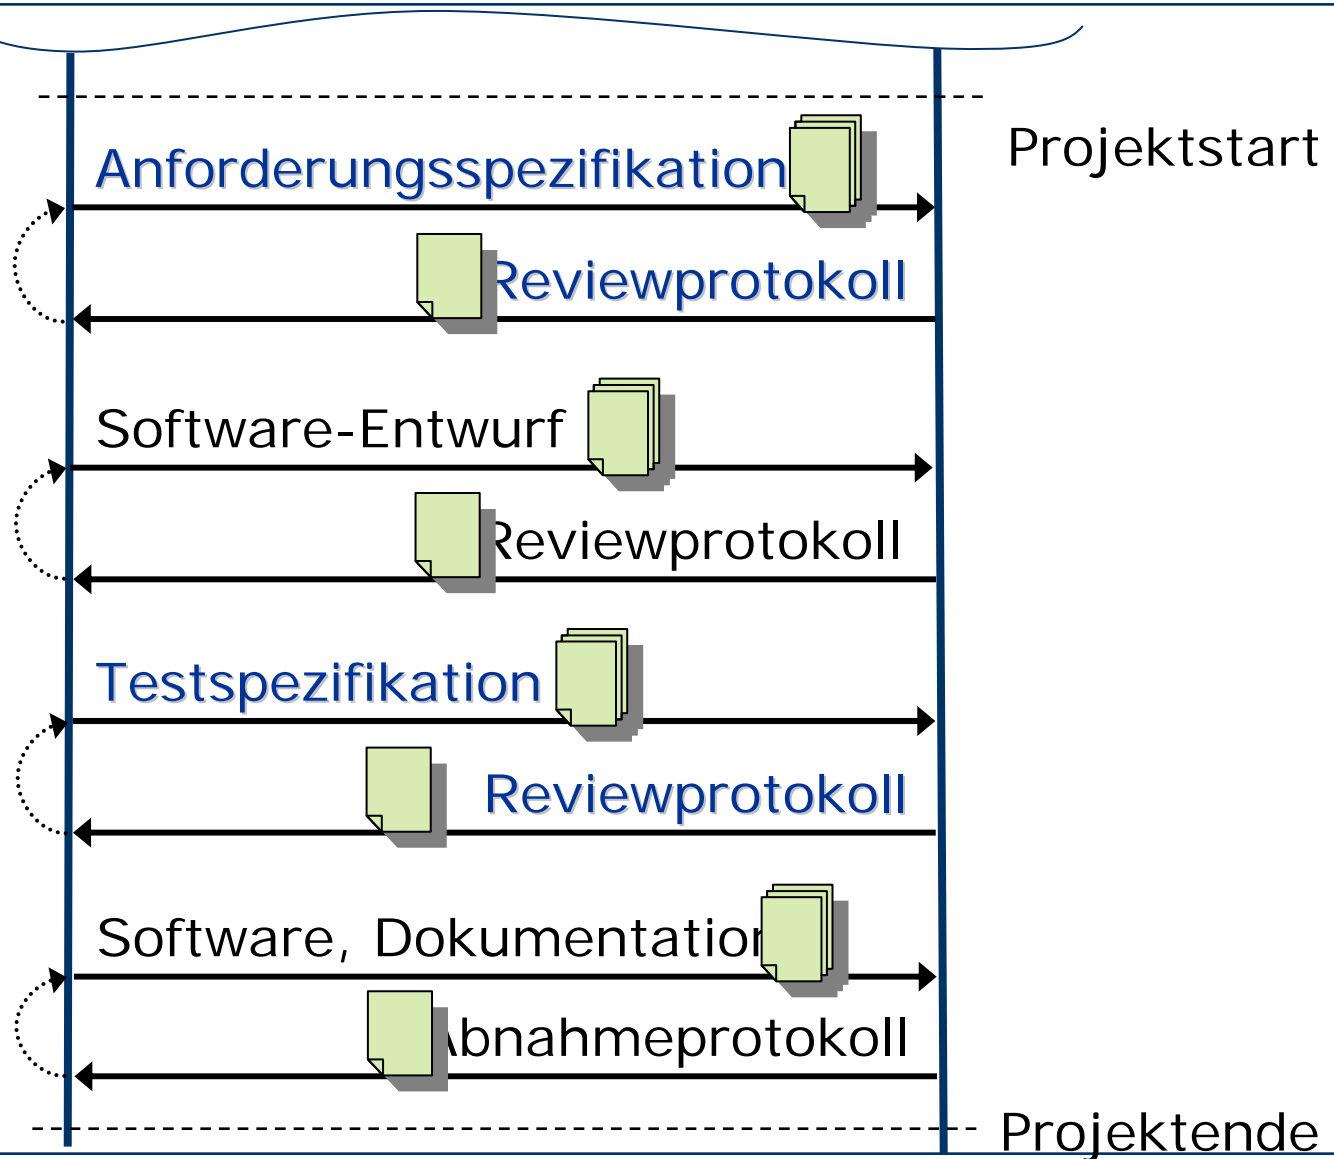 Projektstart
Anforderungsspezifikation
Reviewprotokoll
Software-Entwurf
Reviewprotokoll
Testspezifikation
Reviewprotokoll
Software, Dokumentation
Abnahmeprotokoll
Projektende